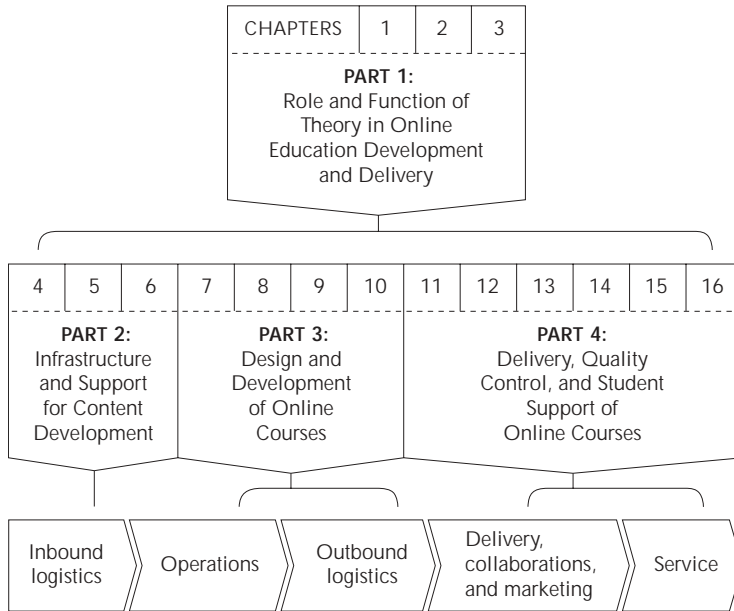 CHAPTERS 1 2 3
PART 1:
Role and Function of
Theory in Online
Education Development
and Delivery
4 5 6 7 8 9 10 11 12 13 14 15 16
PART 2:
Infrastructure
and Support
for Content
Development
PART 3:
Design and
Development
of Online
Courses
PART 4:
Delivery, Quality
Control, and Student
Support of
Online Courses
Inbound
logistics
Operations
Outbound
logistics
Delivery,
collaborations,
and marketing
Service